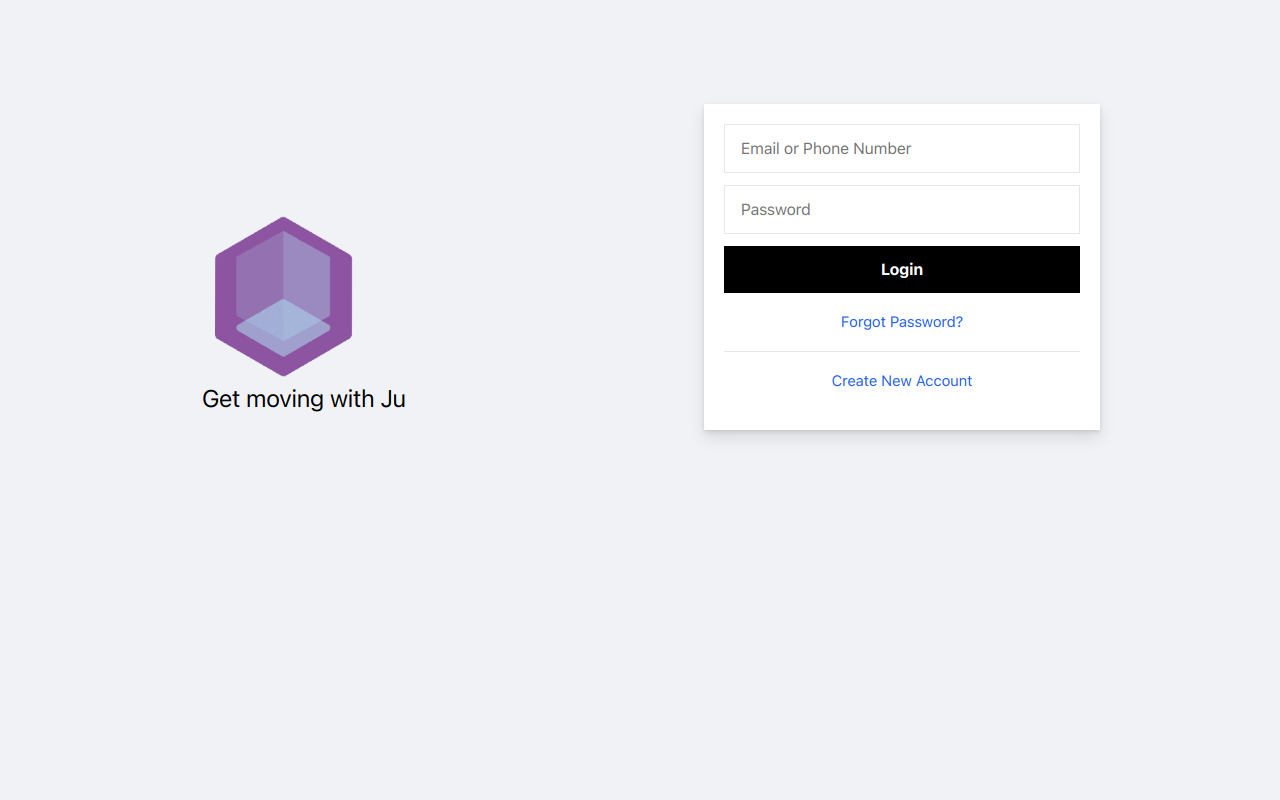 Get moving with Ju
Email or Phone Number
Password
Login
Forgot Password?
Create New Account